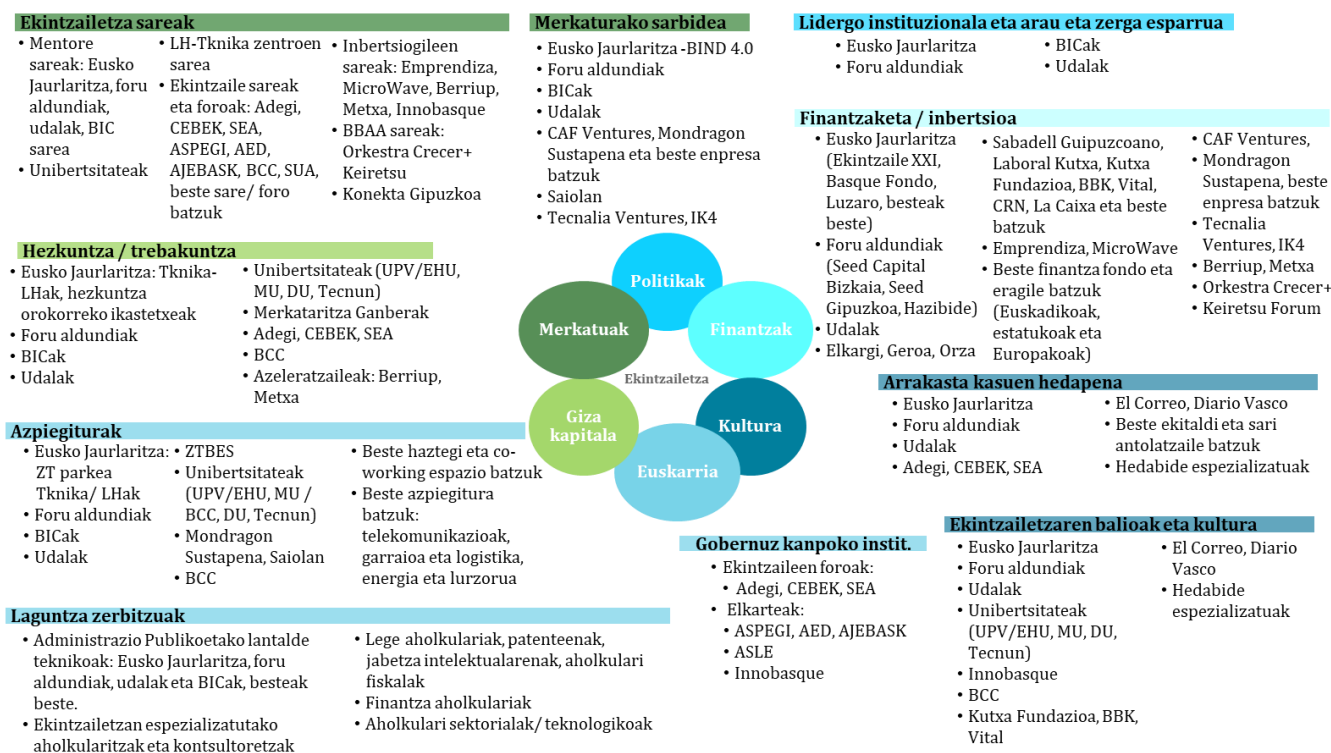 Ekintzailetza sareak
• Mentore
sareak: Eusko
Jaurlaritza, foru
aldundiak,
udalak, BIC
sarea
• Unibertsitateak
• LH-Tknika zentroen
sarea
• Ekintzaile sareak
eta foroak: Adegi,
CEBEK, SEA,
ASPEGI, AED,
AJEBASK, BCC, SUA,
beste sare/ foro
batzuk
• Inbertsiogileen
sareak: Emprendiza,
MicroWave, Berriup,
Metxa, Innobasque
• BBAA sareak:
Orkestra Crecer+
Keiretsu
• Konekta Gipuzkoa
Merkaturako sarbidea
• Eusko Jaurlaritza -BIND 4.0
• Foru aldundiak
• BICak
• Udalak
• CAF Ventures, Mondragon
Sustapena eta beste enpresa
batzuk
• Saiolan
• Tecnalia Ventures, IK4
Lidergo instituzionala eta arau eta zerga esparrua
• Eusko Jaurlaritza
• Foru aldundiak
• BICak
• Udalak
Finantzaketa / inbertsioa
• Eusko Jaurlaritza
(Ekintzaile XXI,
Basque Fondo,
Luzaro, besteak
beste)
• Foru aldundiak
(Seed Capital
Bizkaia, Seed
Gipuzkoa, Hazibide)
• Udalak
• Elkargi, Geroa, Orza
• Sabadell Guipuzcoano,
Laboral Kutxa, Kutxa
Fundazioa, BBK, Vital,
CRN, La Caixa eta beste
batzuk
• Emprendiza, MicroWave
• Beste finantza fondo eta
eragile batzuk
(Euskadikoak,
estatukoak eta
Europakoak)
• CAF Ventures,
• Mondragon
Sustapena, beste
enpresa batzuk
• Tecnalia
Ventures, IK4
• Berriup, Metxa
• Orkestra Crecer+
• Keiretsu Forum
Hezkuntza / trebakuntza
• Eusko Jaurlaritza: Tknika-
LHak, hezkuntza
orokorreko ikastetxeak
• Foru aldundiak
• BICak
• Udalak
• Unibertsitateak (UPV/EHU,
MU, DU, Tecnun)
• Merkataritza Ganberak
• Adegi, CEBEK, SEA
• BCC
• Azeleratzaileak: Berriup,
Metxa
Politikak
Merkatuak
Finantzak
Ekintzailetza
Giza
kapitala
Kultura
Euskarria
Arrakasta kasuen hedapena
• Eusko Jaurlaritza
• Foru aldundiak
• Udalak
• Adegi, CEBEK, SEA
• El Correo, Diario Vasco
• Beste ekitaldi eta sari
antolatzaile batzuk
• Hedabide espezializatuak
Azpiegiturak
• Eusko Jaurlaritza:
ZT parkea
Tknika/ LHak
• Foru aldundiak
• BICak
• Udalak
• ZTBES
• Unibertsitateak
(UPV/EHU, MU /
BCC, DU, Tecnun)
• Mondragon
Sustapena, Saiolan
• BCC
• Beste haztegi eta co-
working espazio batzuk
• Beste azpiegitura
batzuk:
telekomunikazioak,
garraioa eta logistika,
energia eta lurzorua
Gobernuz kanpoko instit.
• Ekintzaileen foroak:
• Adegi, CEBEK, SEA
• Elkarteak:
• ASPEGI, AED, AJEBASK
• ASLE
• Innobasque
Ekintzailetzaren balioak eta kultura
• Eusko Jaurlaritza
• Foru aldundiak
• Udalak
• Unibertsitateak
(UPV/EHU, MU, DU,
Tecnun)
• Innobasque
• BCC
• Kutxa Fundazioa, BBK,
Vital
• El Correo, Diario
Vasco
• Hedabide
espezializatuak
Laguntza zerbitzuak
• Administrazio Publikoetako lantalde
teknikoak: Eusko Jaurlaritza, foru
aldundiak, udalak eta BICak, besteak
beste.
• Ekintzailetzan espezializatutako
aholkularitzak eta kontsultoretzak
• Lege aholkulariak, patenteenak,
jabetza intelektualarenak, aholkulari
fiskalak
• Finantza aholkulariak
• Aholkulari sektorialak/ teknologikoak